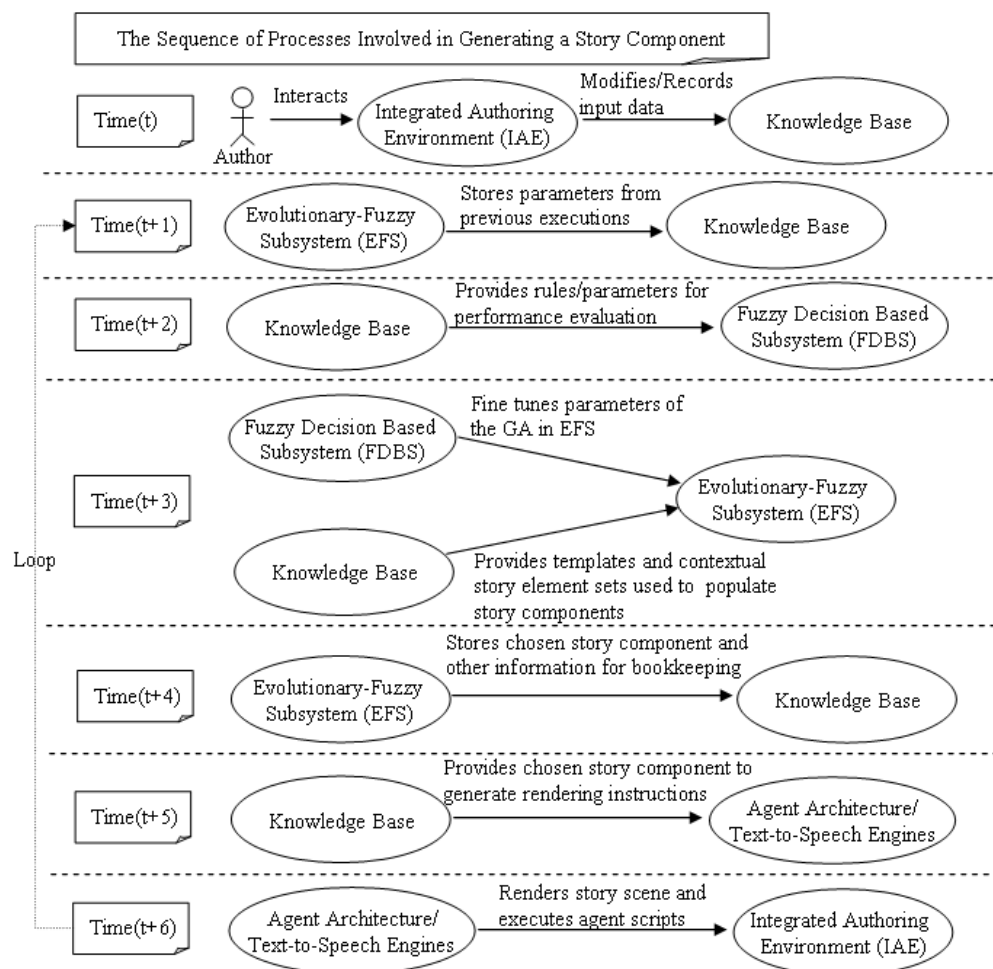 The Sequence of Processes Involved in Generating a Story Component
Time(t)
Author
Interacts
Integrated Authoring
Environment (IAE)
Modifies/Records
input data
Knowledge Base
Time(t+1)
Evolutionary-Fuzzy
Subsystem (EFS)
Stores parameters from
previous executions
Knowledge Base
Time(t+2)
Knowledge Base
Provides rules/parameters for
performance evaluation
Fuzzy Decision Based
Subsystem (FDBS)
Time(t+3)
Fuzzy Decision Based
Subsystem (FDBS)
Fine tunes parameters of
the GA in EFS
Evolutionary-Fuzzy
Subsystem (EFS)
Knowledge Base
Provides templates and contextual
story element sets used to populate
story components
Loop
Time(t+4)
Evolutionary-Fuzzy
Subsystem (EFS)
Stores chosen story component and
other information for bookkeeping
Knowledge Base
Time(t+5)
Knowledge Base
Provides chosen story component to
generate rendering instructions
Agent Architecture/
Text-to-Speech Engines
Time(t+6)
Agent Architecture/
Text-to-Speech Engines
Renders story scene and
executes agent scripts
Integrated Authoring
Environment (IAE)